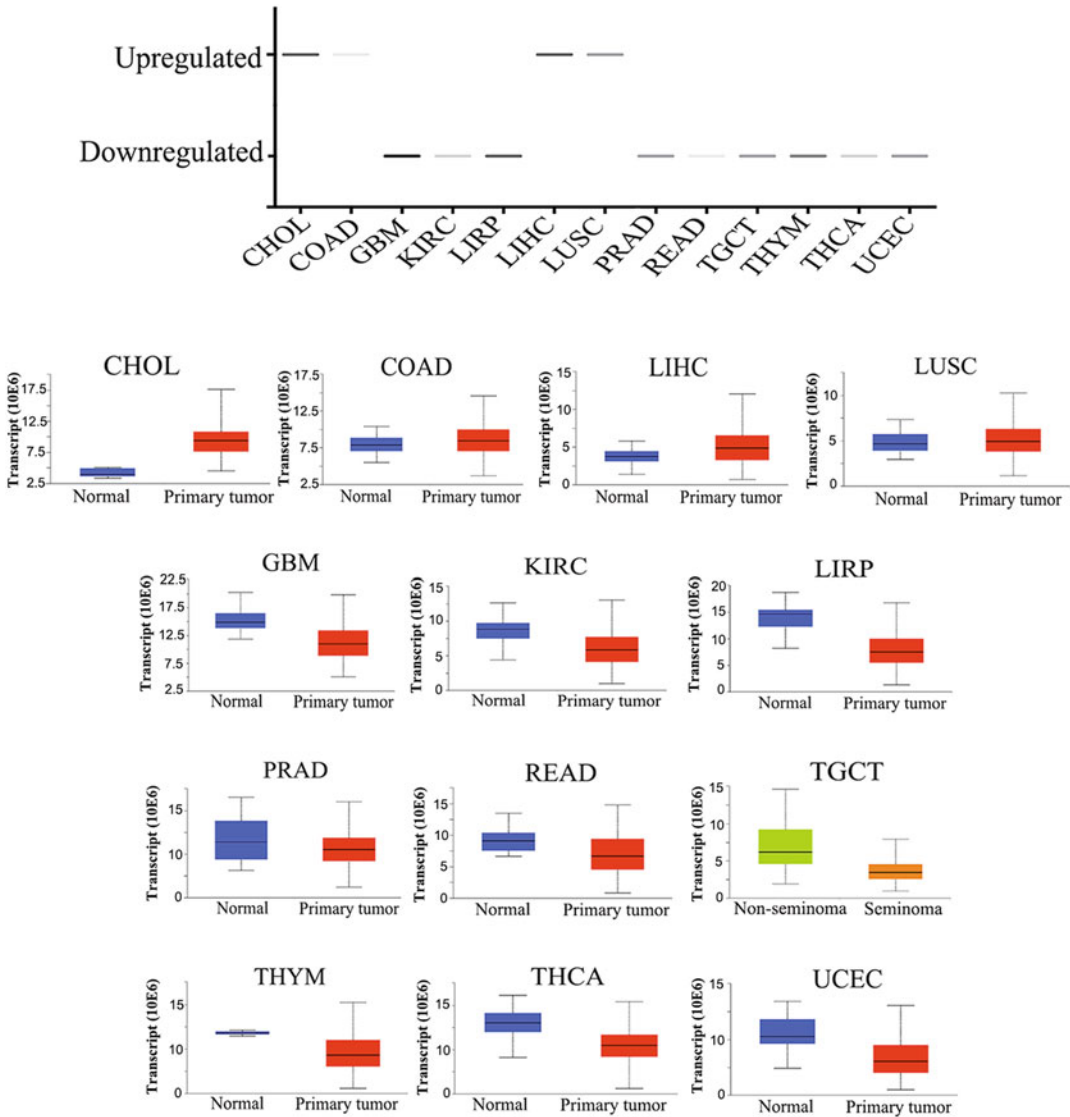 Upregulated
Downregulated
CHOL COAD GBM KIRC LIRP LIHC LUSC PRAD READ TGCT THYM THCA UCEC
CHOL
Transcript (10E6)
17.5
12.5
7.5
2.5
Normal Primary tumor
COAD
Transcript (10E6)
17.5
12.5
7.5
2.5
Normal Primary tumor
LIHC
Transcript (10E6)
15
10
5
0
Normal Primary tumor
LUSC
Transcript (10E6)
10
5
0
Normal Primary tumor
GBM
Transcript (10E6)
22.5
17.5
12.5
7.5
2.5
Normal Primary tumor
KIRC
Transcript (10E6)
15
10
5
0
Normal Primary tumor
LIRP
Transcript (10E6)
20
15
10
5
0
Normal Primary tumor
PRAD
Transcript (10E6)
15
10
0
Normal Primary tumor
READ
Transcript (10E6)
15
10
5
0
Normal Primary tumor
TGCT
Transcript (10E6)
15
10
5
0
Non-seminoma Seminoma
THYM
Transcript (10E6)
15
10
0
Normal Primary tumor
THCA
Transcript (10E6)
15
10
0
Normal Primary tumor
UCEC
Transcript (10E6)
15
10
0
Normal Primary tumor